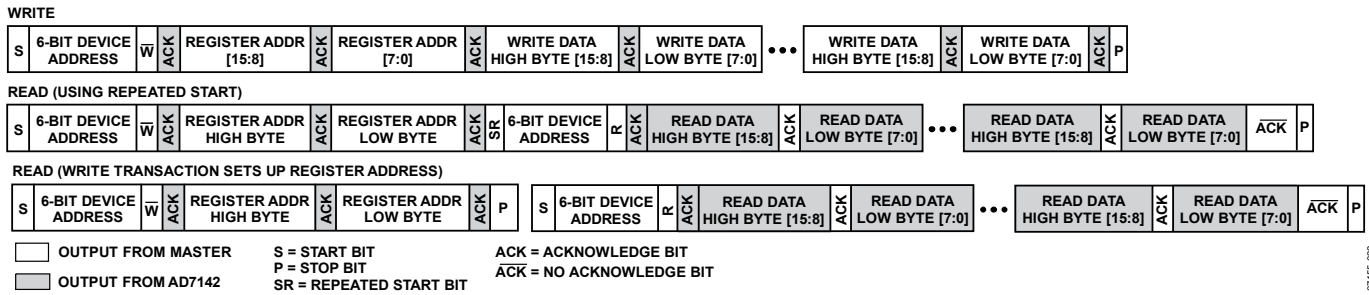 WRITE
S 6-BIT DEVICE ADDRESS W̅ ACK REGISTER ADDR [15:8] ACK REGISTER ADDR [7:0] ACK WRITE DATA HIGH BYTE [15:8] ACK WRITE DATA LOW BYTE [7:0] ••• WRITE DATA HIGH BYTE [15:8] ACK WRITE DATA LOW BYTE [7:0] ACK P
READ (USING REPEATED START)
S 6-BIT DEVICE ADDRESS W̅ ACK REGISTER ADDR HIGH BYTE ACK REGISTER ADDR LOW BYTE ACK SR 6-BIT DEVICE ADDRESS R ACK READ DATA HIGH BYTE [15:8] ACK READ DATA LOW BYTE [7:0] ••• READ DATA HIGH BYTE [15:8] ACK READ DATA LOW BYTE [7:0] A̅C̅K̅ P
READ (WRITE TRANSACTION SETS UP REGISTER ADDRESS)
S 6-BIT DEVICE ADDRESS W̅ ACK REGISTER ADDR HIGH BYTE ACK REGISTER ADDR LOW BYTE ACK P S 6-BIT DEVICE ADDRESS R ACK READ DATA HIGH BYTE [15:8] ACK READ DATA LOW BYTE [7:0] ••• READ DATA HIGH BYTE [15:8] ACK READ DATA LOW BYTE [7:0] A̅C̅K̅ P
OUTPUT FROM MASTER
OUTPUT FROM AD7142
S = START BIT
P = STOP BIT
SR = REPEATED START BIT
ACK = ACKNOWLEDGE BIT
A̅C̅K̅ = NO ACKNOWLEDGE BIT